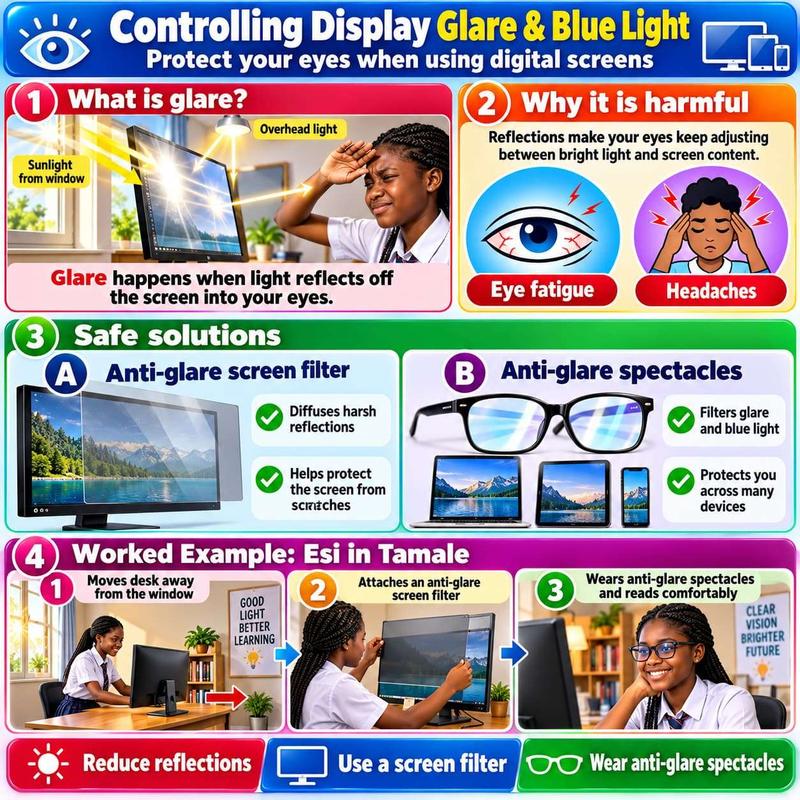 Controlling Display Glare & Blue Light
Protect your eyes when using digital screens
1 What is glare?
Overhead light
Sunlight
from window
Glare happens when light reflects off
the screen into your eyes.
2 Why it is harmful
Reflections make your eyes keep adjusting
between bright light and screen content.
Eye fatigue
Headaches
3 Safe solutions
A Anti-glare screen filter
Diffuses harsh
reflections
Helps protect
the screen from
scratches
B Anti-glare spectacles
Filters glare
and blue light
Protects you
across many
devices
4 Worked Example: Esi in Tamale
1 Moves desk away
from the window
GOOD
LIGHT
BETTER
LEARNING
2 Attaches an anti-glare
screen filter
3 Wears anti-glare spectacles
and reads comfortably
CLEAR
VISION
BRIGHTER
FUTURE
Reduce reflections
Use a screen filter
Wear anti-glare spectacles